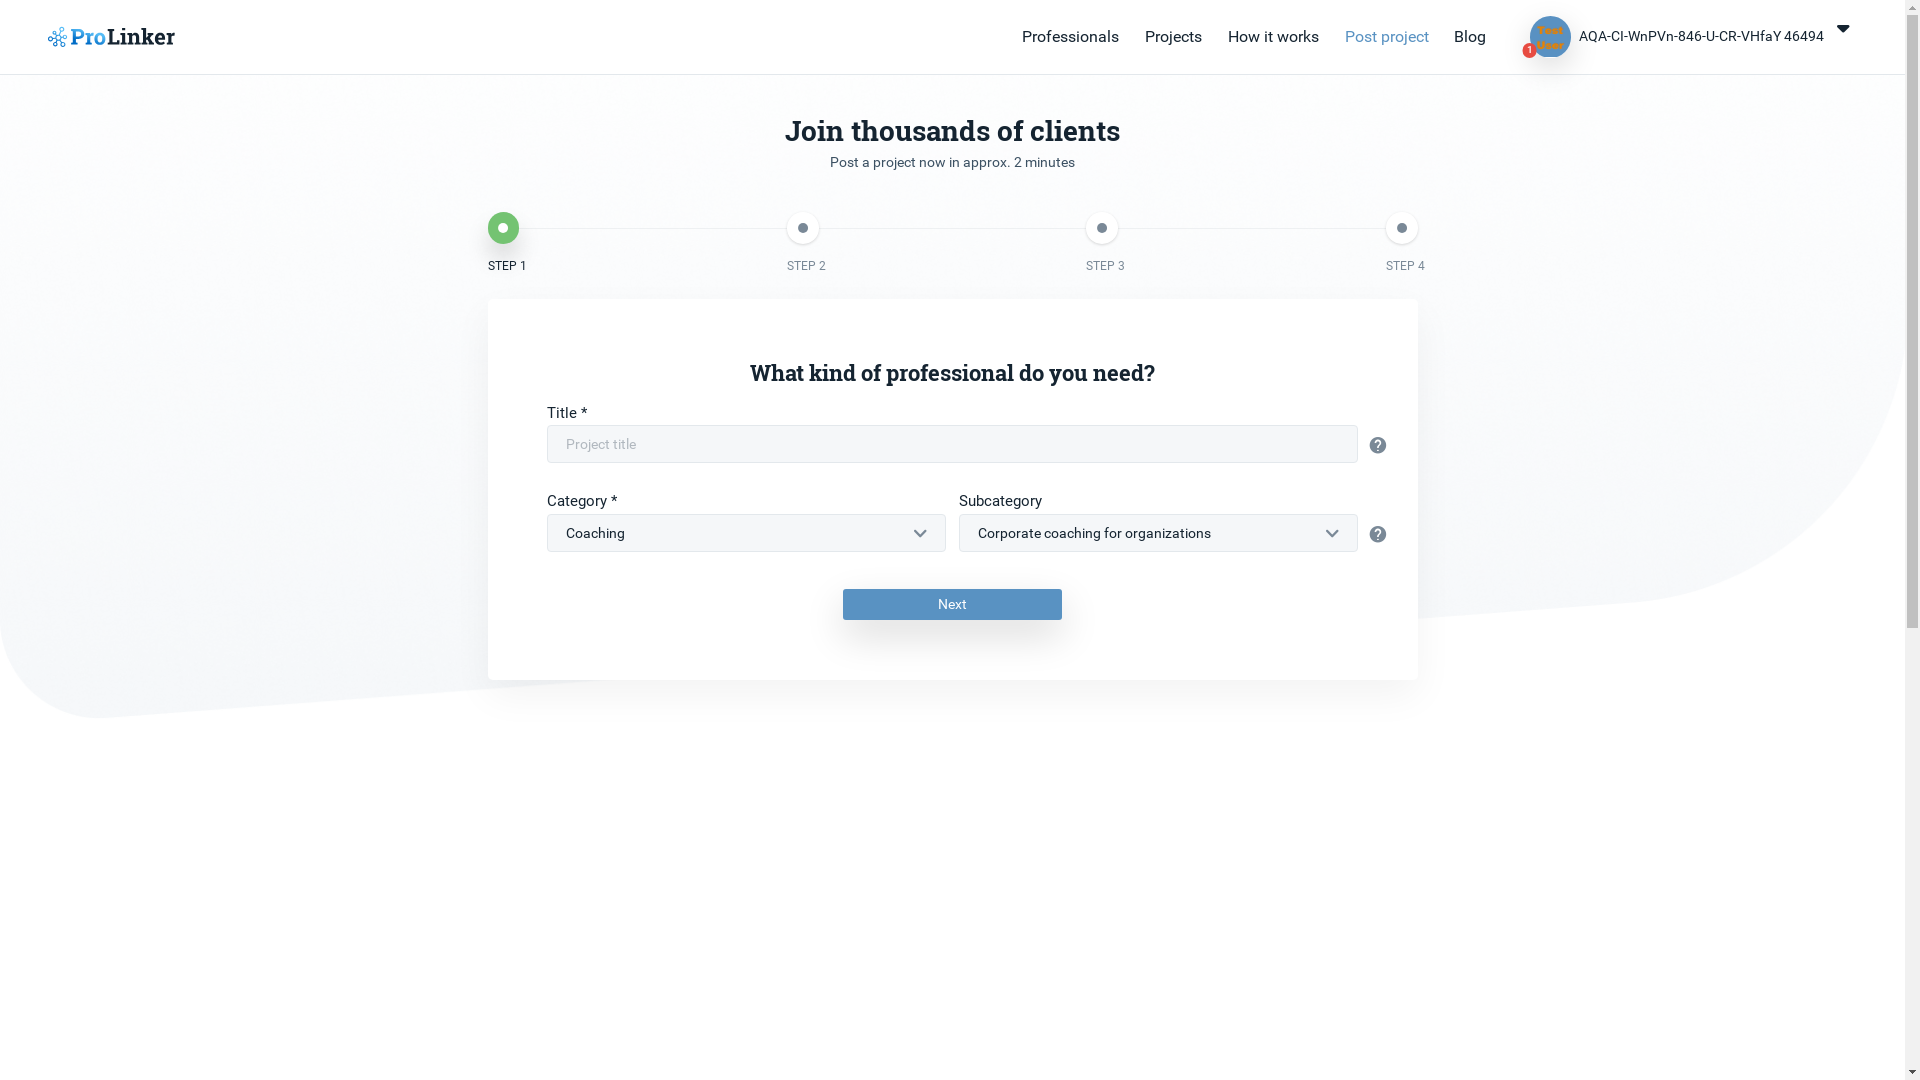 ProLinker
Professionals
Projects
How it works
Post project
Blog
Test
User
1
AQA-CI-WnPVn-846-U-CR-VHfaY 46494
Join thousands of clients
Post a project now in approx. 2 minutes
STEP 1
STEP 2
STEP 3
STEP 4
What kind of professional do you need?
Title *
Project title
?
Category *
Subcategory
Coaching
Corporate coaching for organizations
?
Next